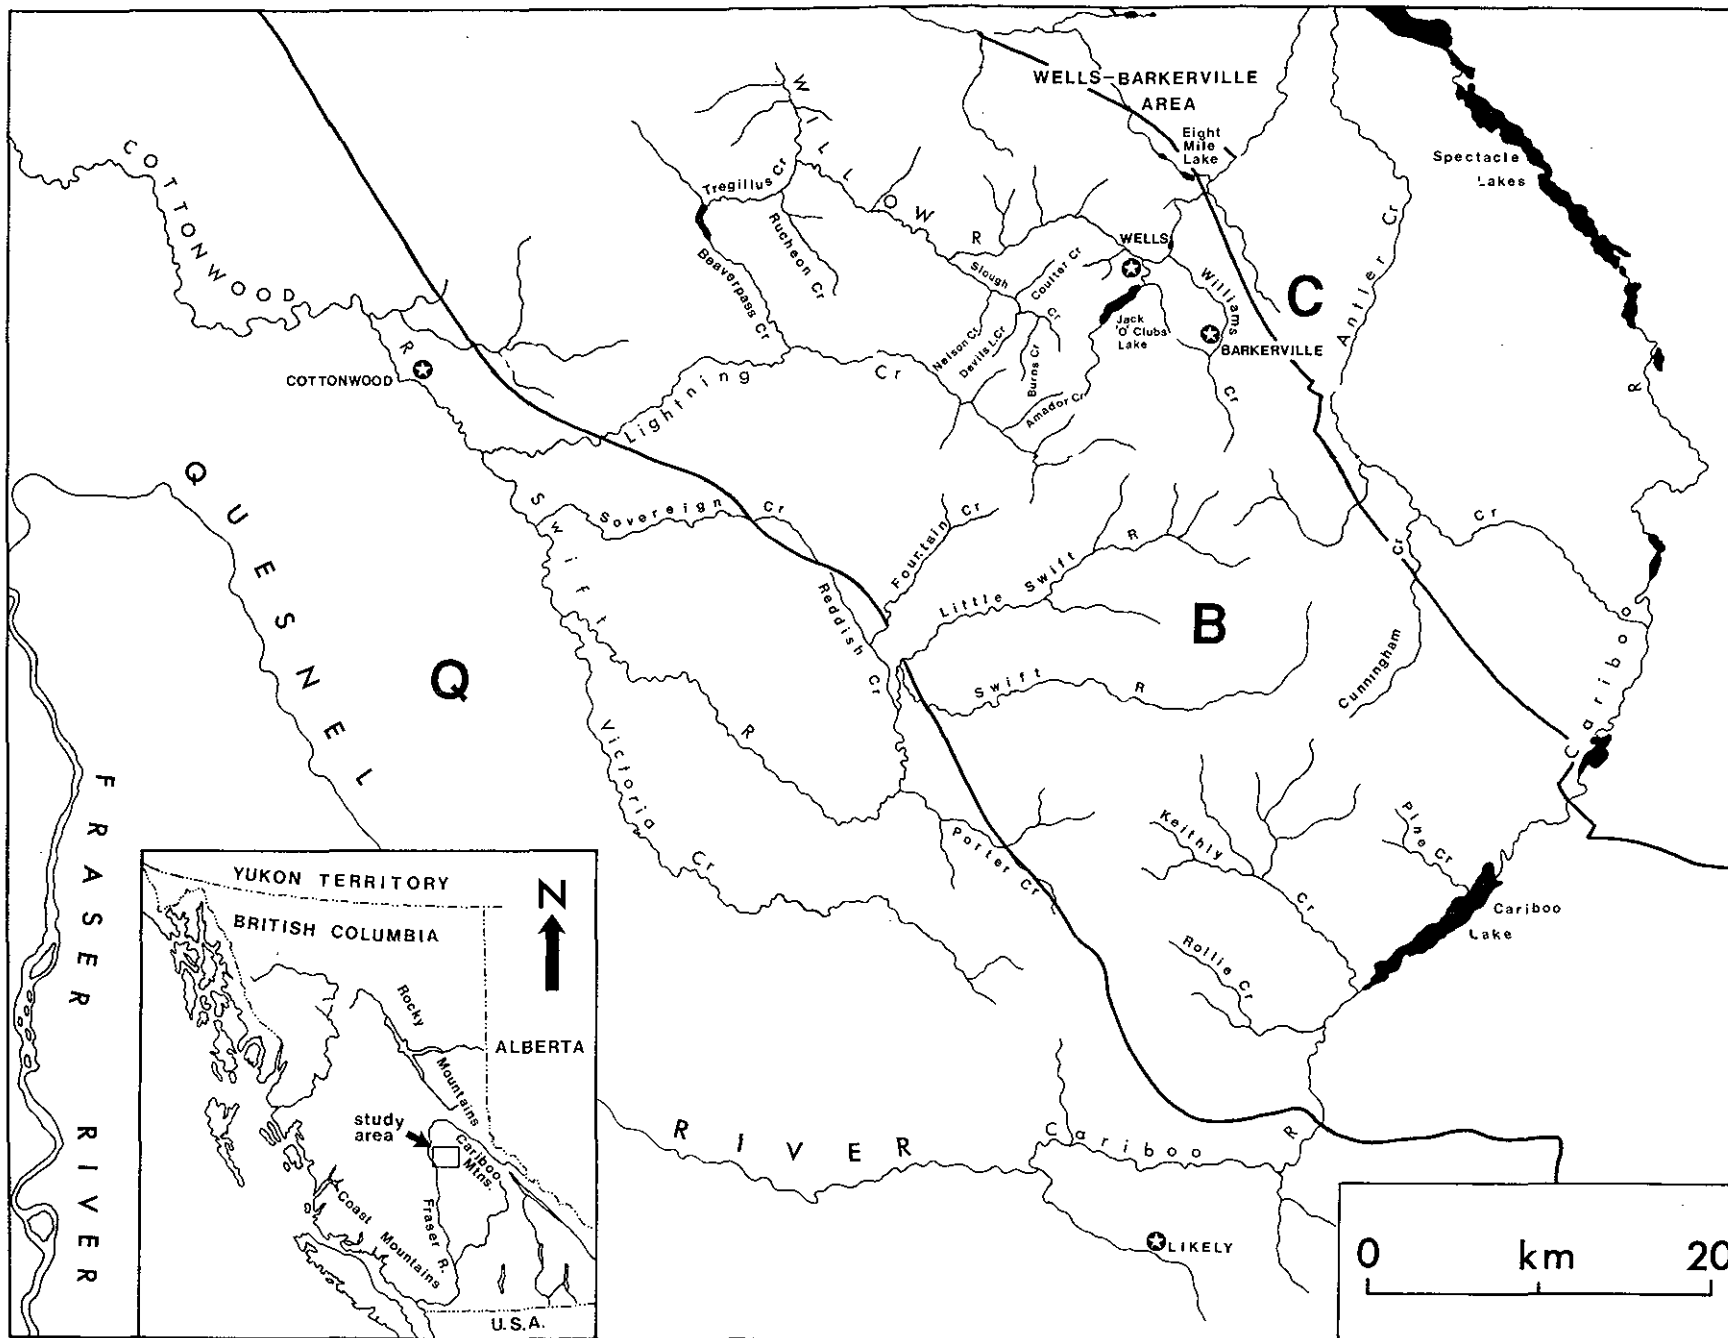 WELLS-BARKERVILLE
AREA
Eight
Mile
Lake
Spectacle
Lakes
COTTONWOOD
R
WILLOW
R
Tregillus Cr
Rucheon Cr
Beaverpass Cr
Slough
Cr
Coulter Cr
Nelson Cr
Devils L. Cr
Burns Cr
Amador Cr
WELLS
Jack
'O' Clubs
Lake
Williams
Cr
BARKERVILLE
C
Antler Cr
R
COTTONWOOD
Lightning Cr
QUESNEL
Swift
R
Sovereign Cr
Fountain Cr
Reddish Cr
Little Swift R
B
Swift R
Cr
Cunningham
Cr
Cariboo
Q
Victoria Cr
Porter Cr
Keithly Cr
Pine Cr
Rollie Cr
Cariboo
Lake
FRASER RIVER
RIVER
Cariboo R
LIKELY
YUKON TERRITORY
BRITISH COLUMBIA
N
Rocky
Mountains
ALBERTA
study
area
Cariboo
Mtns.
Fraser R.
Coast
Mountains
U.S.A.
0 km 20